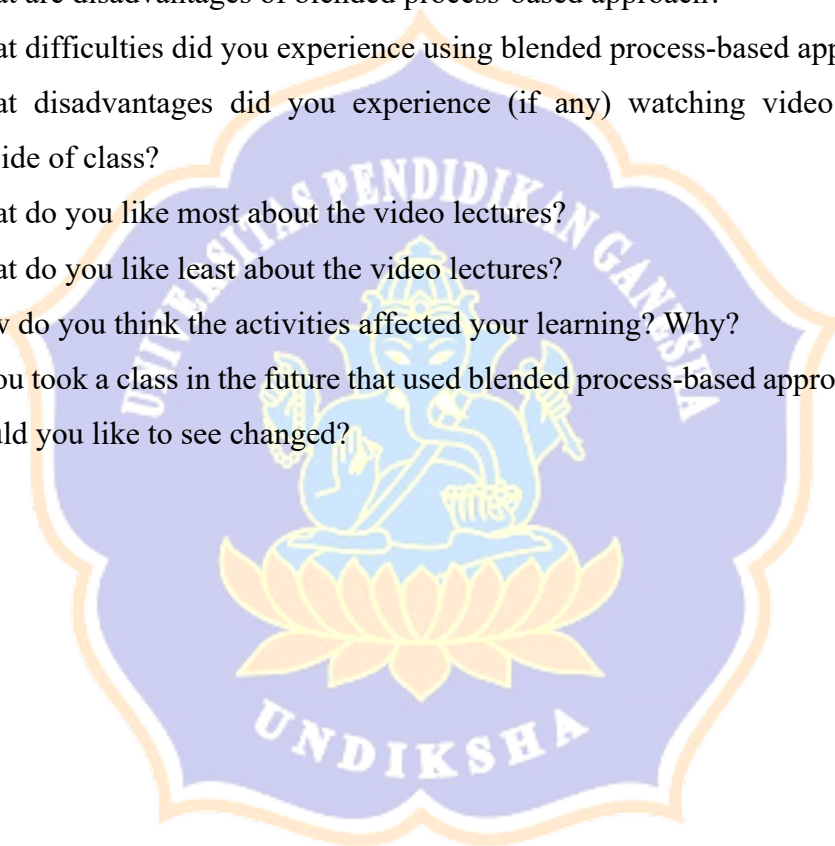 at are disadvantages of blended process-based approach?
at difficulties did you experience using blended process-based app
at disadvantages did you experience (if any) watching video
ide of class?
at do you like most about the video lectures?
at do you like least about the video lectures?
w do you think the activities affected your learning? Why?
ou took a class in the future that used blended process-based appro
uld you like to see changed?
UNIVERSITAS PENDIDIKAN GANESHA
UNDIKSHA